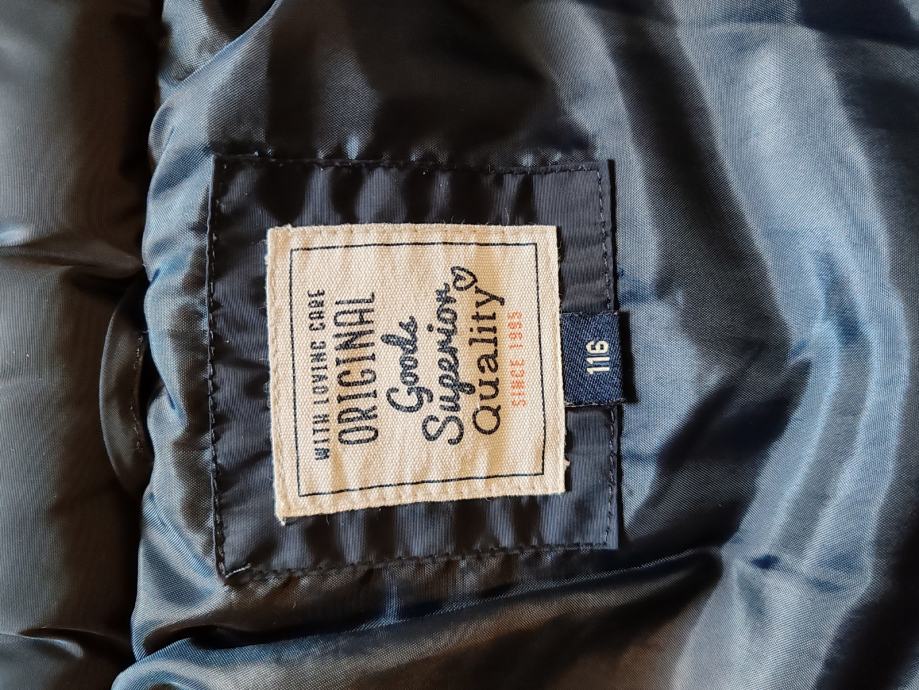 WITH LOVING CARE
ORIGINAL
Goods
Superior
Quality
SINCE 1995
116